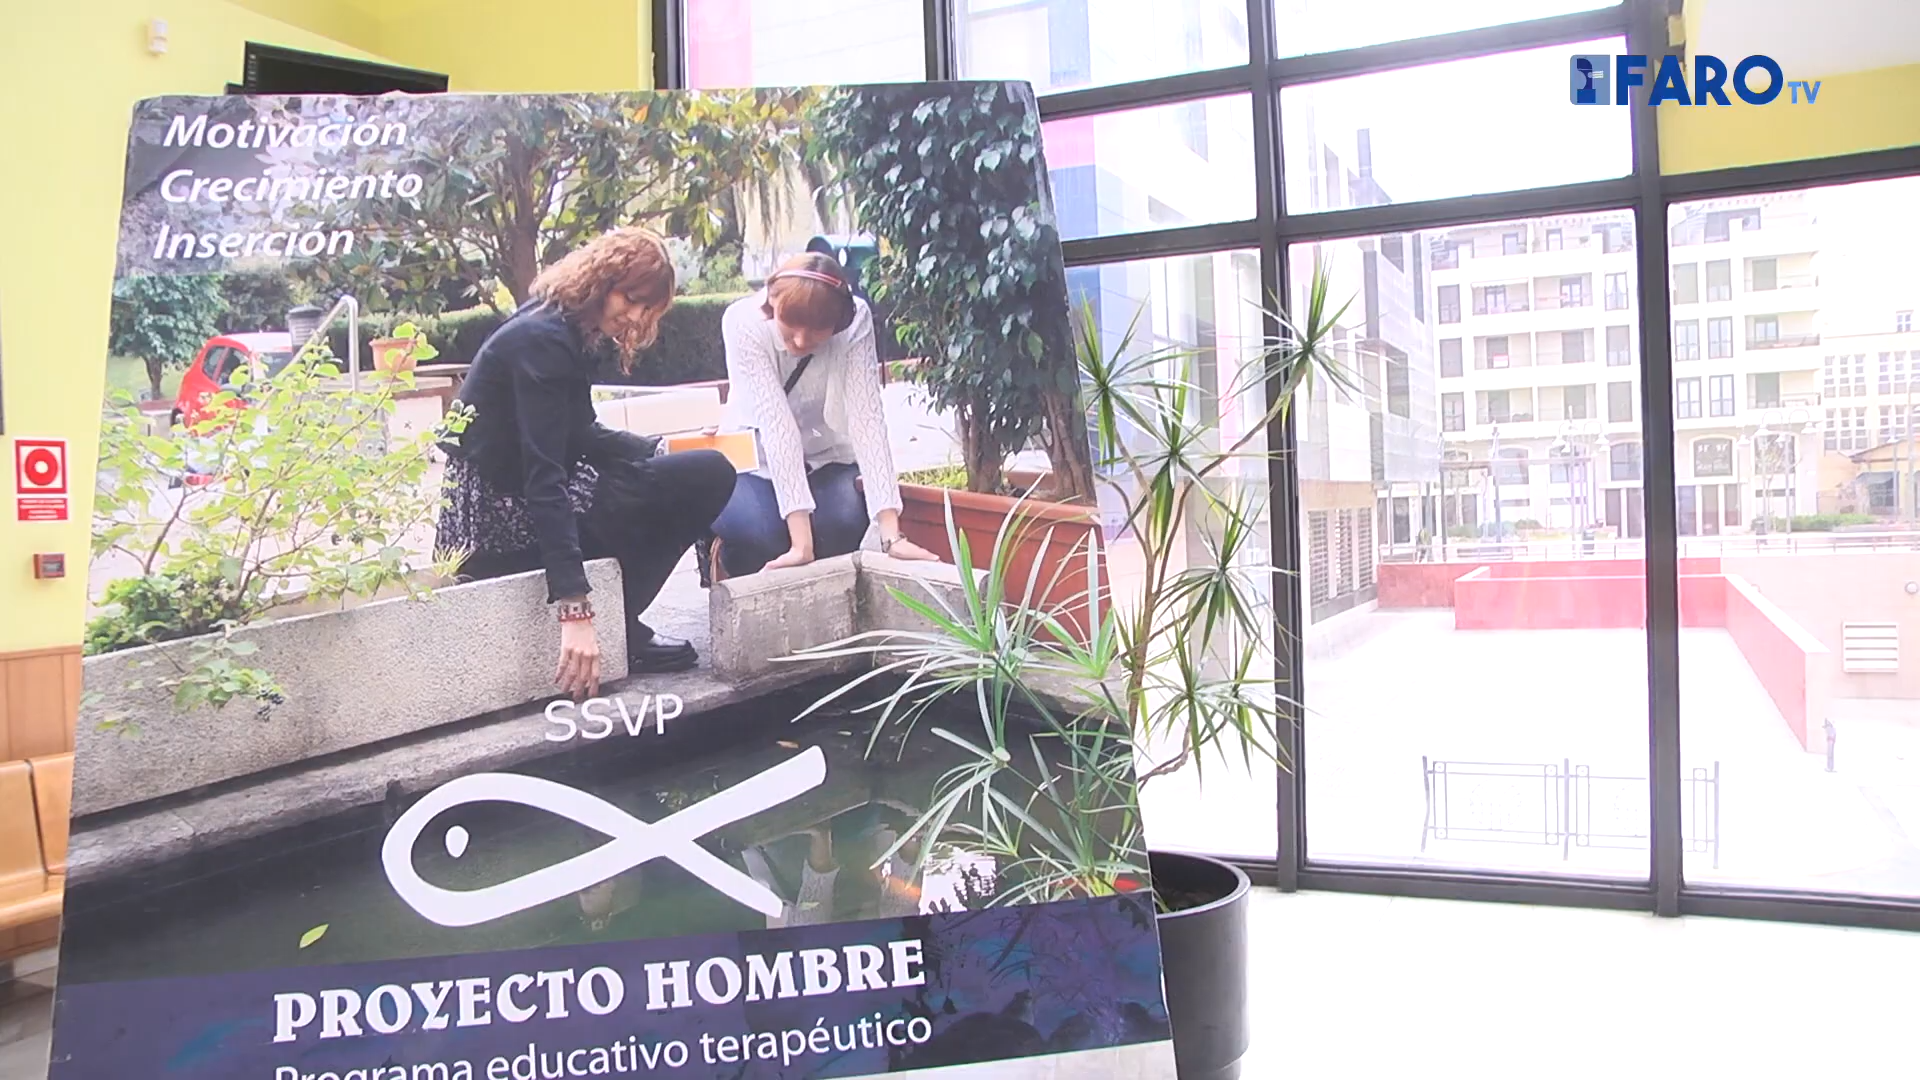 FARO TV
Motivación
Crecimiento
Inserción
SSVP
PROYECTO HOMBRE
Programa educativo terapéutico